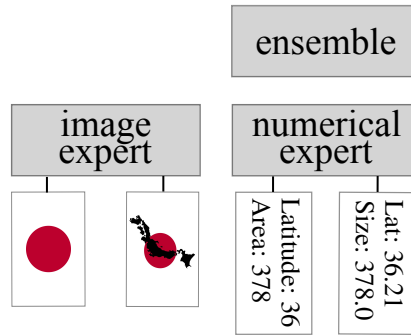 ensemble
image
expert
numerical
expert
Latitude: 36
Area: 378
Lat: 36.21
Size: 378.0